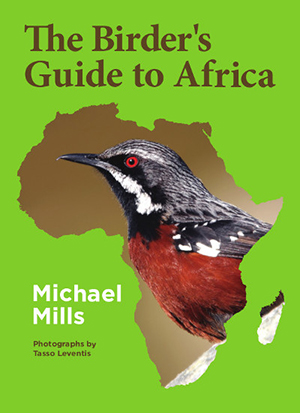 The Birder's
Guide to Africa
Michael
Mills
Photographs by
Tasso Leventis